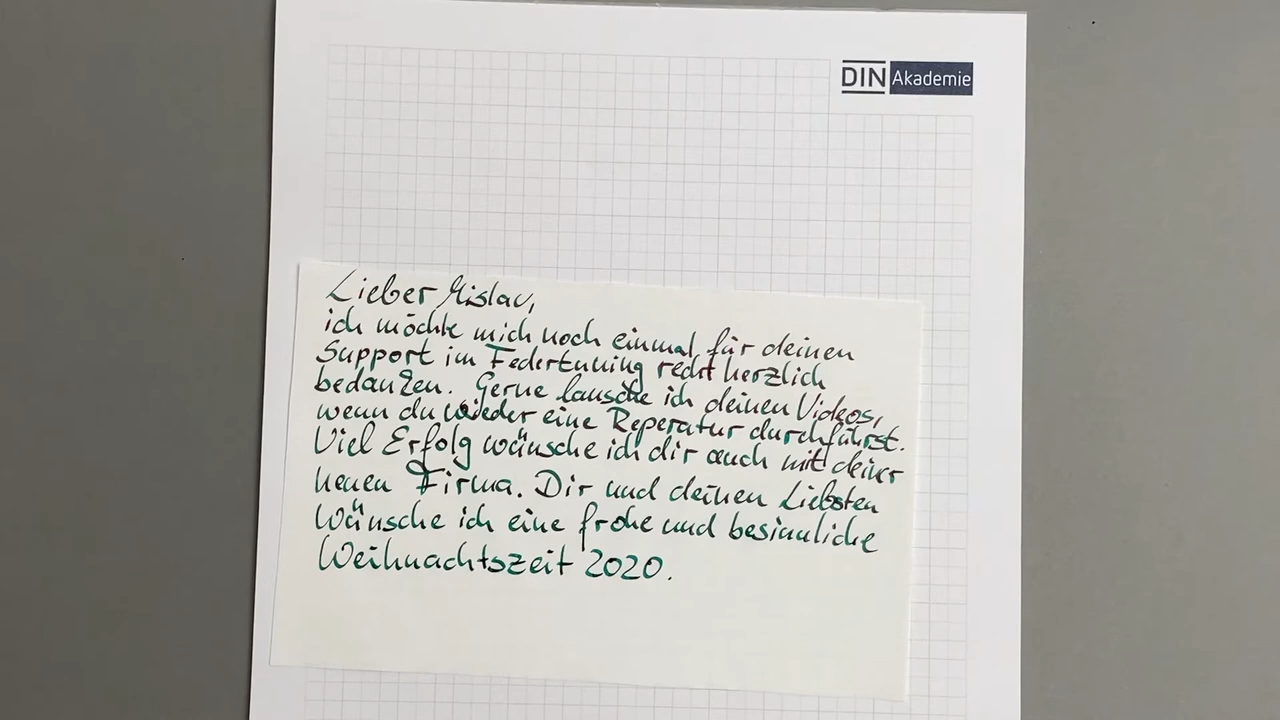 DIN Akademie
Lieber Mislav,
ich möchte mich noch einmal für deinen
Support im Federtuning recht herzlich
bedanken. Gerne lausche ich deinen Videos,
wenn du wieder eine Reperatur durchführst.
Viel Erfolg wünsche ich dir auch mit deiner
neuen Firma. Dir und deinen Liebsten
wünsche ich eine frohe und besinnliche
Weihnachtszeit 2020.